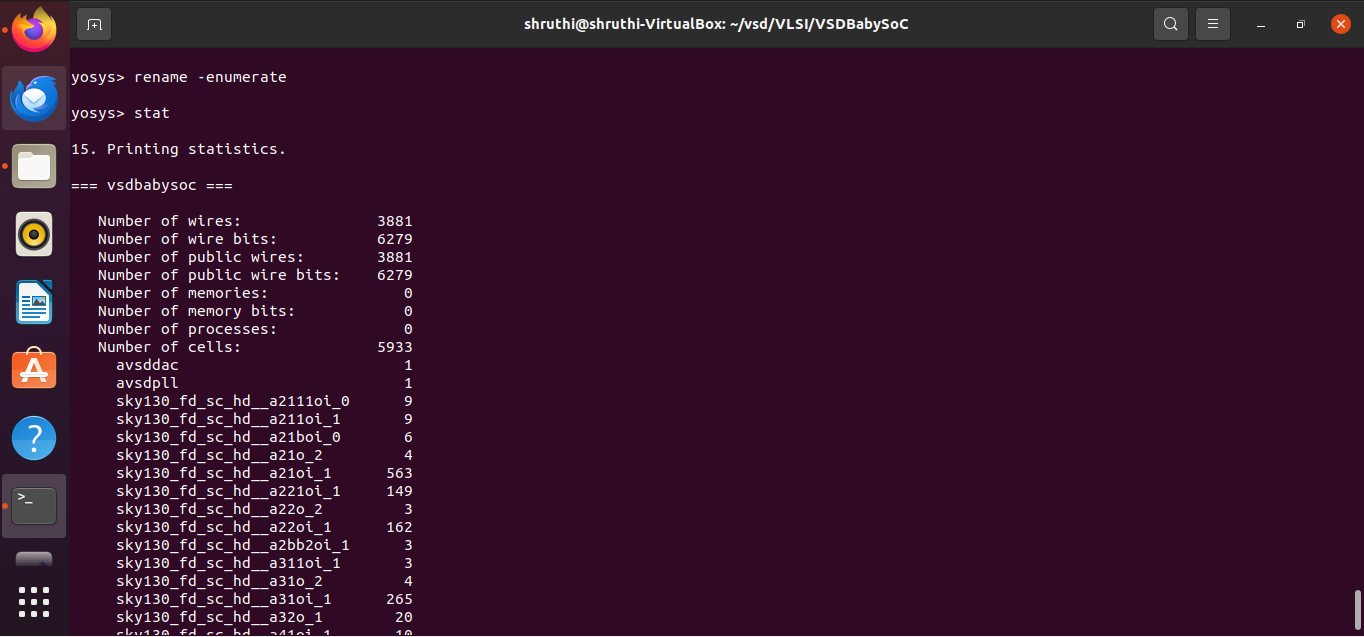 shruthi@shruthi-VirtualBox: ~/vsd/VLSI/VSDBabySoC
yosys> rename -enumerate
yosys> stat
15. Printing statistics.
=== vsdbabysoc ===
Number of wires: 3881
Number of wire bits: 6279
Number of public wires: 3881
Number of public wire bits: 6279
Number of memories: 0
Number of memory bits: 0
Number of processes: 0
Number of cells: 5933
avsddac 1
avsdpll 1
sky130_fd_sc_hd__a2111oi_0 9
sky130_fd_sc_hd__a211oi_1 9
sky130_fd_sc_hd__a21boi_0 6
sky130_fd_sc_hd__a21o_2 4
sky130_fd_sc_hd__a21oi_1 563
sky130_fd_sc_hd__a221oi_1 149
sky130_fd_sc_hd__a22o_2 3
sky130_fd_sc_hd__a22oi_1 162
sky130_fd_sc_hd__a2bb2oi_1 3
sky130_fd_sc_hd__a311oi_1 3
sky130_fd_sc_hd__a31o_2 4
sky130_fd_sc_hd__a31oi_1 265
sky130_fd_sc_hd__a32o_1 20
sky130_fd_sc_hd__a41oi_1 10